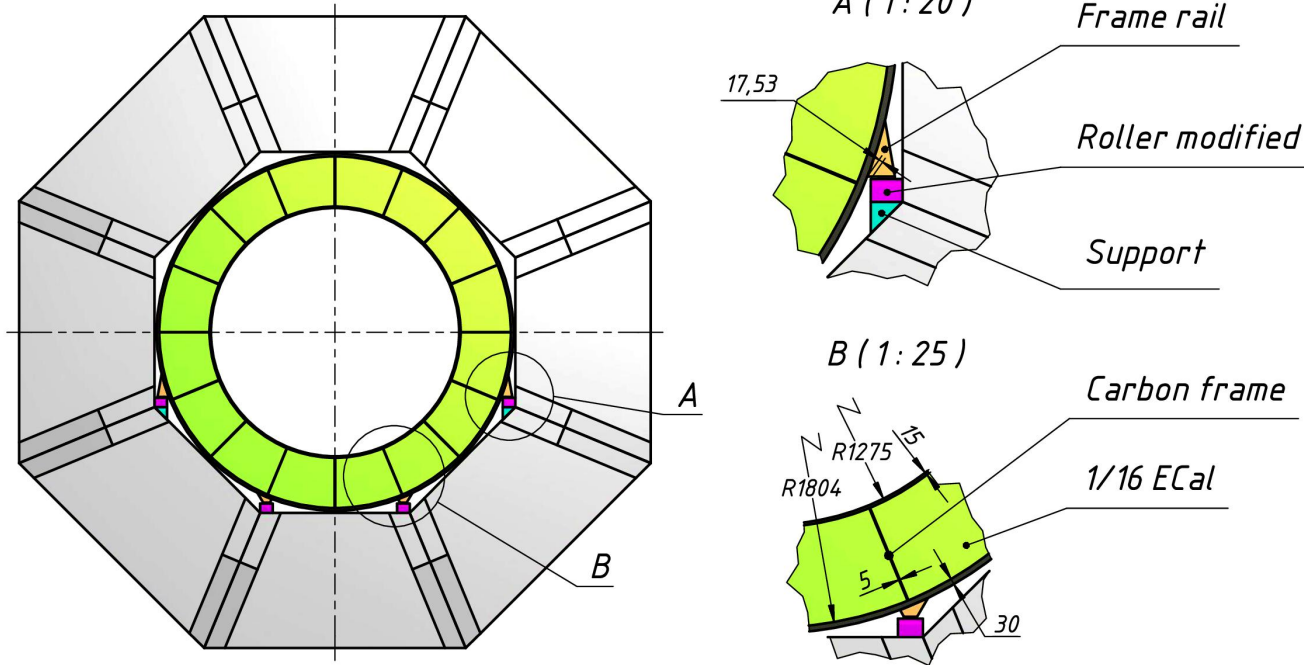 A ( 1 : 20 )
Frame rail
17,53
Roller modified
Support
B ( 1 : 25 )
A
Carbon frame
15
R1275
R1804
1/16 ECal
5
B
30